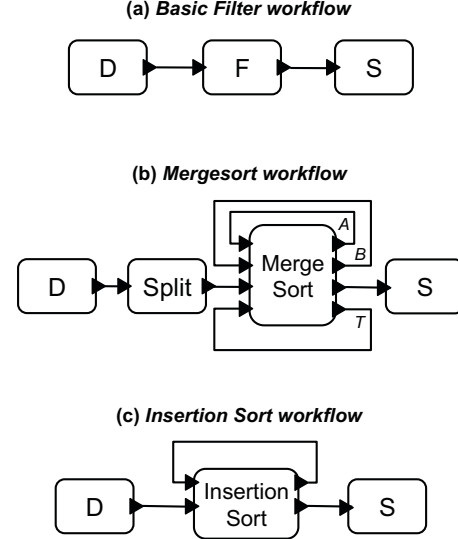 (a) Basic Filter workflow
D F S
(b) Mergesort workflow
A
B
D Split Merge Sort S
T
(c) Insertion Sort workflow
D Insertion Sort S